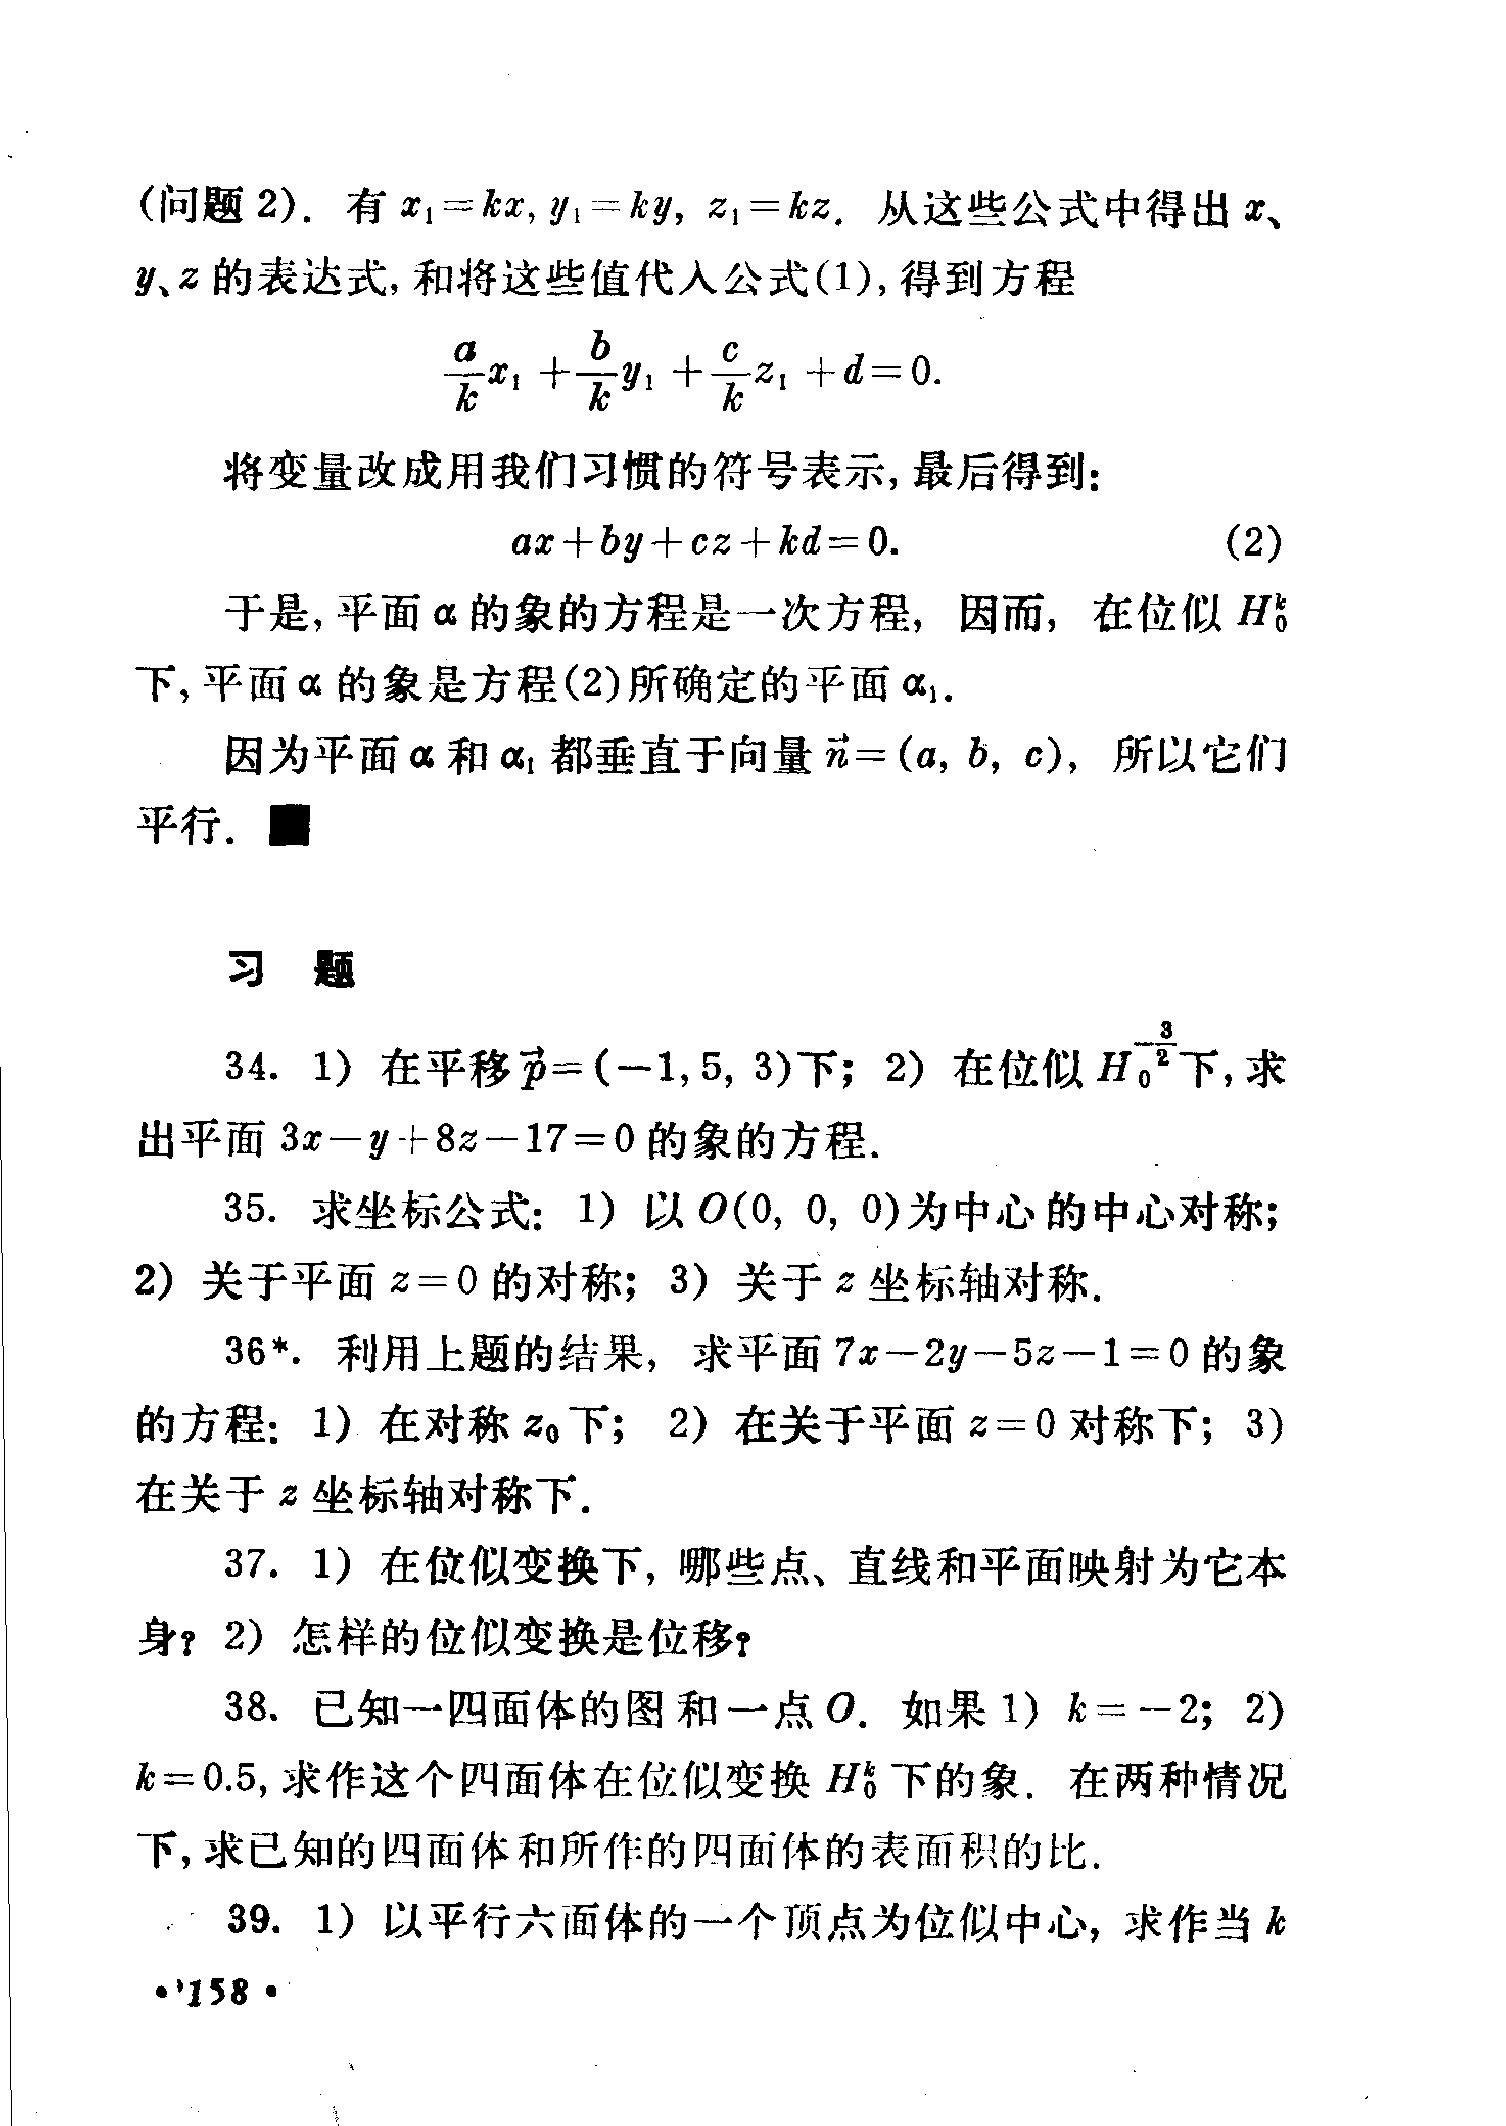 (问题 2). 有 x₁=kx, y₁=ky, z₁=kz. 从这些公式中得出 x、
y、z 的表达式, 和将这些值代入公式(1), 得到方程
a/k x₁ + b/k y₁ + c/k z₁ + d=0.
将变量改成用我们习惯的符号表示, 最后得到:
ax+by+cz+kd=0. (2)
于是, 平面 α 的象的方程是一次方程, 因而, 在位似 H₀ᵏ
下, 平面 α 的象是方程(2)所确定的平面 α₁.
因为平面 α 和 α₁ 都垂直于向量 n⃗=(a, b, c), 所以它们
平行. ■
习 题
34. 1) 在平移 p⃗=(-1, 5, 3)下; 2) 在位似 H₀^{-3/2}下, 求
出平面 3x-y+8z-17=0 的象的方程.
35. 求坐标公式: 1) 以 O(0, 0, 0)为中心的中心对称;
2) 关于平面 z=0 的对称; 3) 关于 z 坐标轴对称.
36*. 利用上题的结果, 求平面 7x-2y-5z-1=0 的象
的方程: 1) 在对称 z₀ 下; 2) 在关于平面 z=0 对称下; 3)
在关于 z 坐标轴对称下.
37. 1) 在位似变换下, 哪些点、直线和平面映射为它本
身? 2) 怎样的位似变换是位移?
38. 已知一四面体的图和一点 O. 如果 1) k=-2; 2)
k=0.5, 求作这个四面体在位似变换 H₀ᵏ 下的象. 在两种情况
下, 求已知的四面体和所作的四面体的表面积的比.
39. 1) 以平行六面体的一个顶点为位似中心, 求作当 k
• 158 •